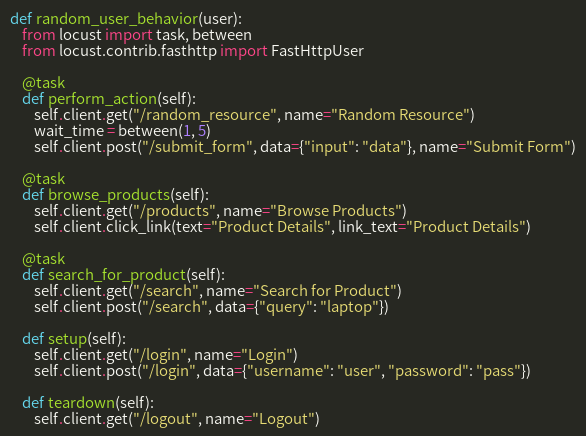 def random_user_behavior(user):
from locust import task, between
from locust.contrib.fasthttp import FastHttpUser
@task
def perform_action(self):
self.client.get("/random_resource", name="Random Resource")
wait_time = between(1, 5)
self.client.post("/submit_form", data={"input": "data"}, name="Submit Form")
@task
def browse_products(self):
self.client.get("/products", name="Browse Products")
self.client.click_link(text="Product Details", link_text="Product Details")
@task
def search_for_product(self):
self.client.get("/search", name="Search for Product")
self.client.post("/search", data={"query": "laptop"})
def setup(self):
self.client.get("/login", name="Login")
self.client.post("/login", data={"username": "user", "password": "pass"})
def teardown(self):
self.client.get("/logout", name="Logout")